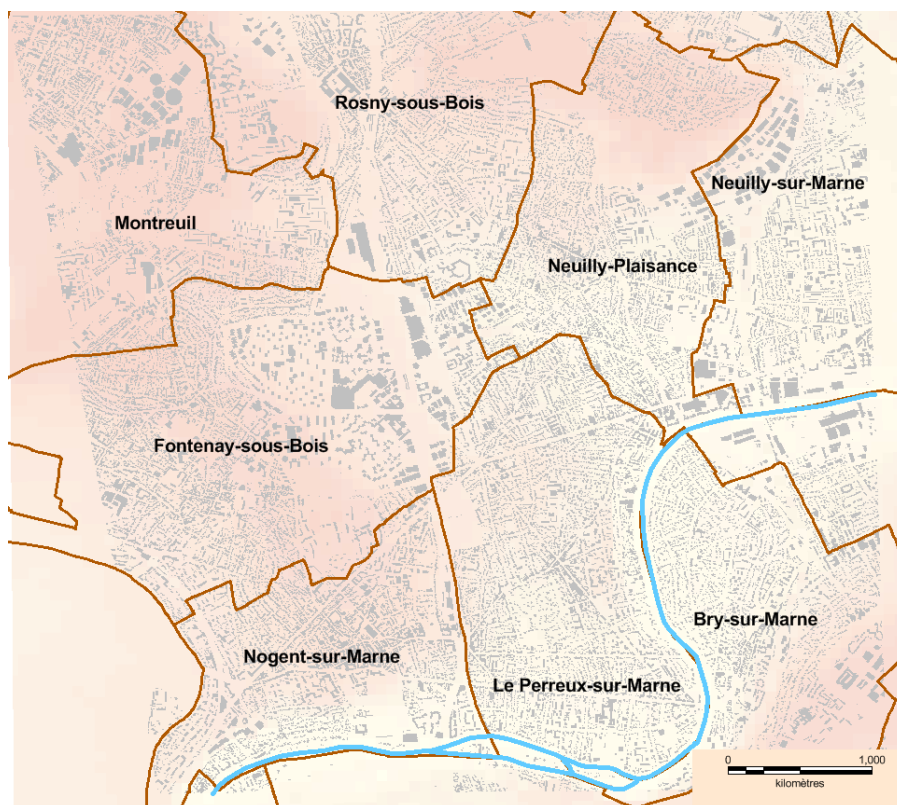 Rosny-sous-Bois
Neuilly-sur-Marne
Montreuil
Neuilly-Plaisance
Fontenay-sous-Bois
Bry-sur-Marne
Nogent-sur-Marne
Le Perreux-sur-Marne
0 1,000
kilomètres